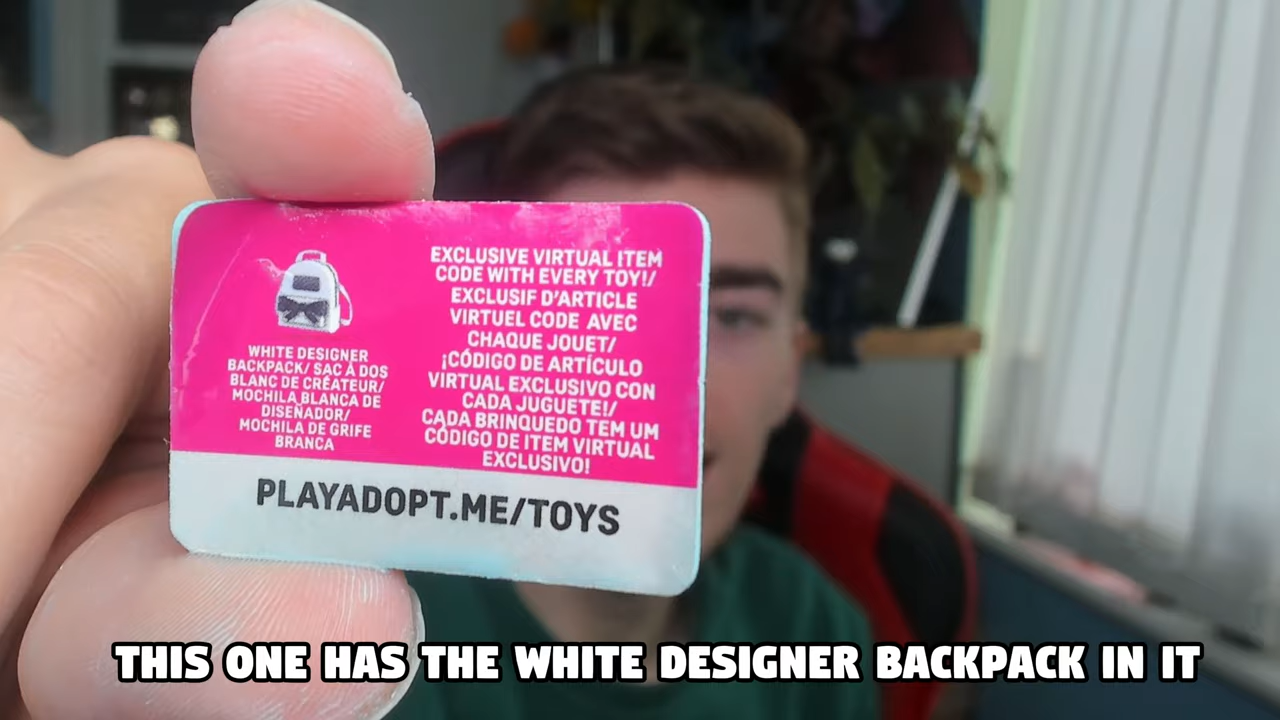 WHITE DESIGNER
BACKPACK/ SAC À DOS
BLANC DE CRÉATEUR/
MOCHILA BLANCA DE
DISEÑADOR/
MOCHILA DE GRIFE
BRANCA
EXCLUSIVE VIRTUAL ITEM
CODE WITH EVERY TOY!/
EXCLUSIF D'ARTICLE
VIRTUEL CODE AVEC
CHAQUE JOUET/
¡CÓDIGO DE ARTÍCULO
VIRTUAL EXCLUSIVO CON
CADA JUGUETE!/
CADA BRINQUEDO TEM UM
CÓDIGO DE ITEM VIRTUAL
EXCLUSIVO!
PLAYADOPT.ME/TOYS
THIS ONE HAS THE WHITE DESIGNER BACKPACK IN IT